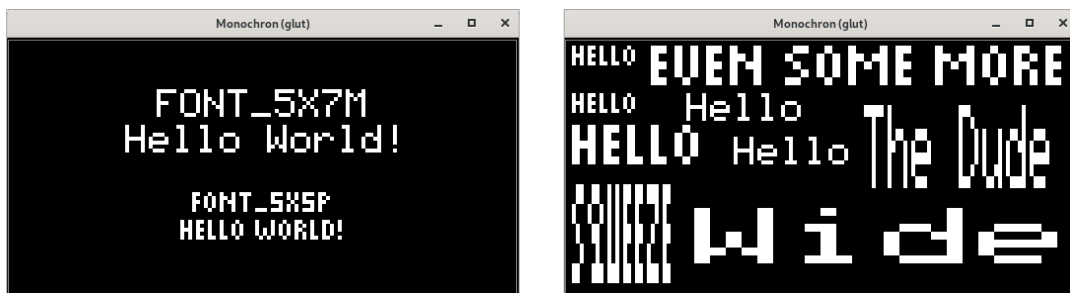 Monochron (glut)
FONT_5X7M
Hello World!
FONT_5X5P
HELLO WORLD!
Monochron (glut)
HELLO EVEN SOME MORE
HELLO Hello
HELLO Hello The Dude
SQUEEZE Wide